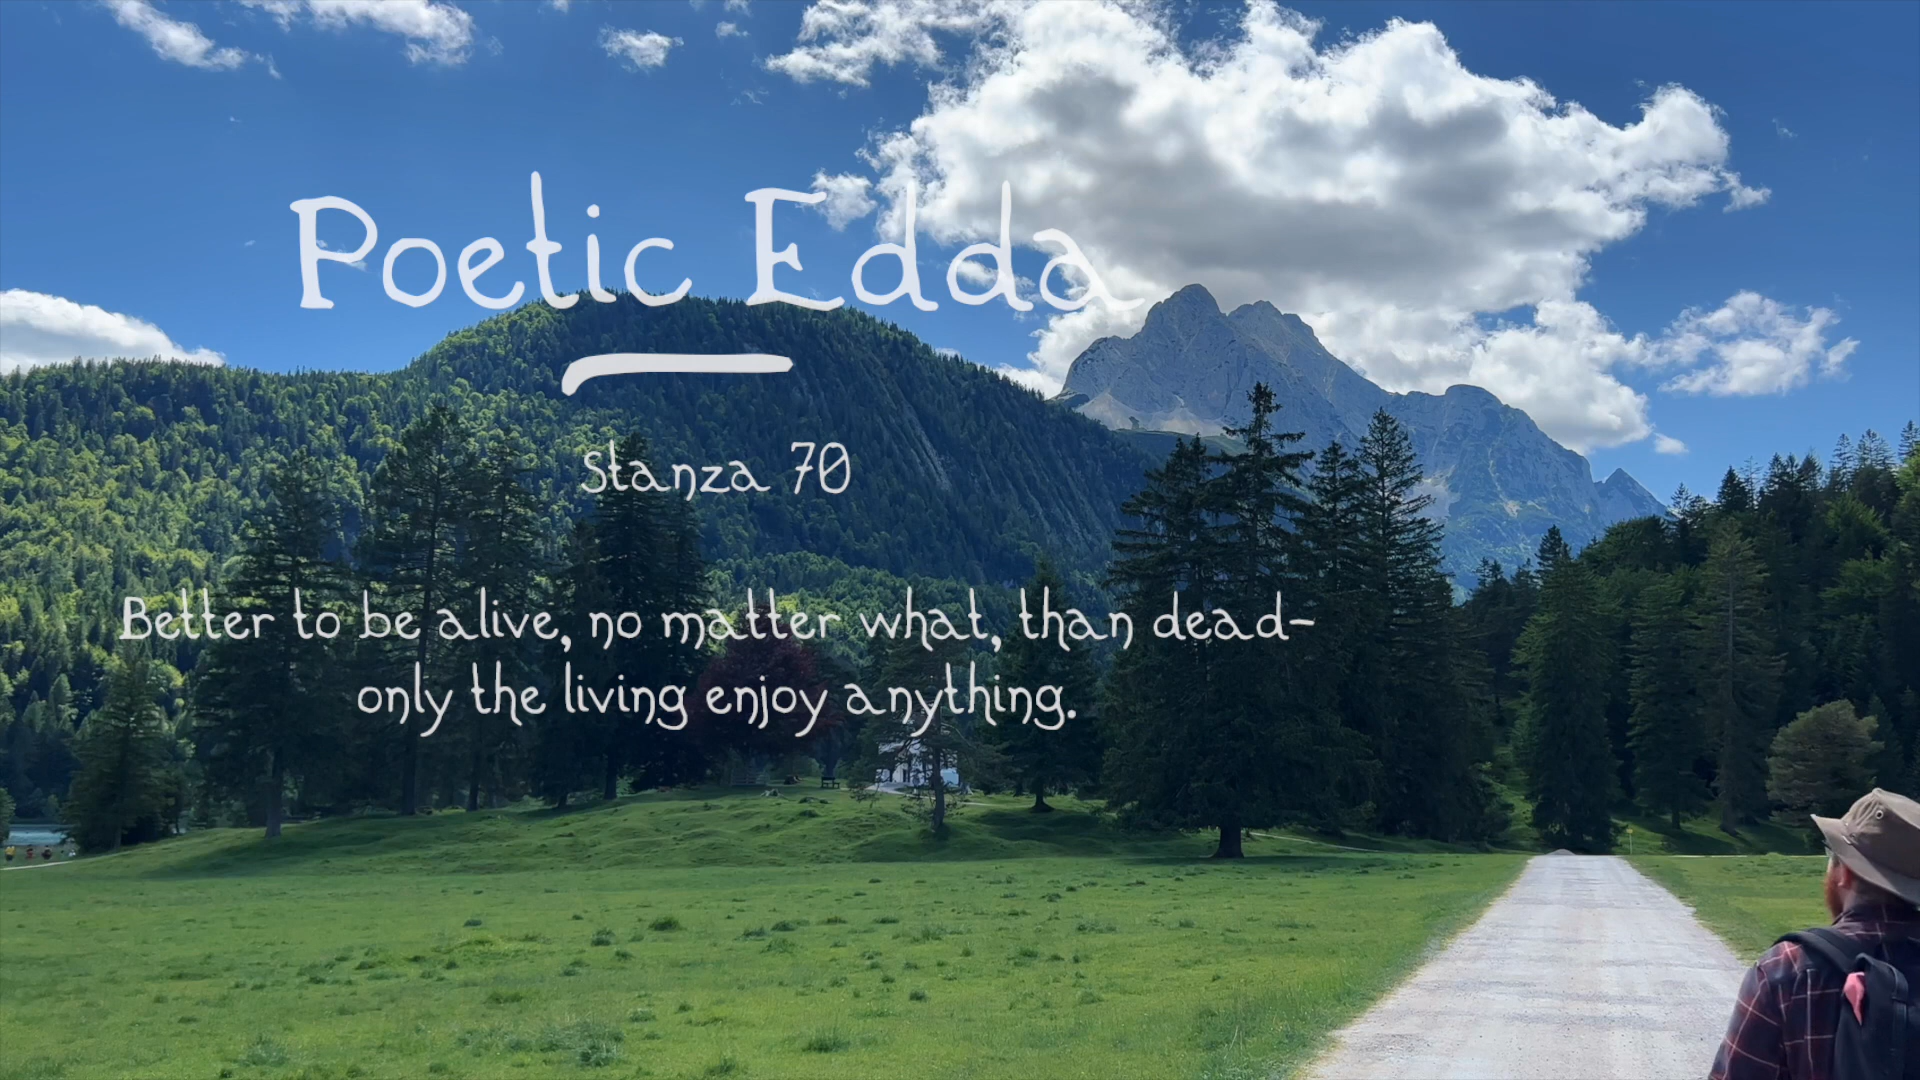 Poetic Edda
Stanza 70
Better to be alive, no matter what, than dead-
only the living enjoy anything.